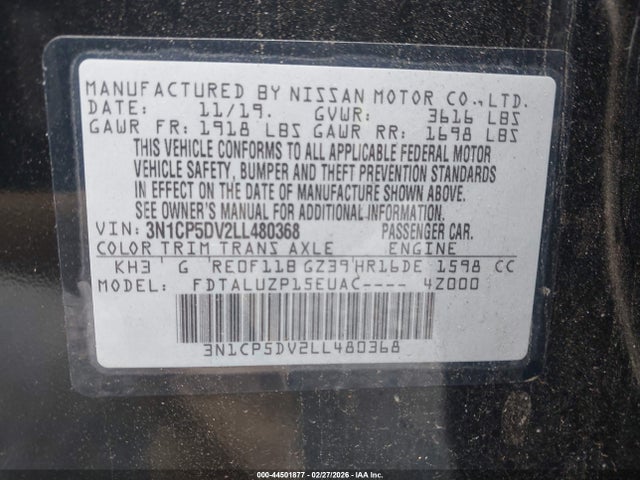 MANUFACTURED BY NISSAN MOTOR CO.,LTD.
DATE: 11/19. GVWR: 3616 LBS
GAWR FR: 1918 LBS GAWR RR: 1698 LBS
THIS VEHICLE CONFORMS TO ALL APPLICABLE FEDERAL MOTOR
VEHICLE SAFETY, BUMPER AND THEFT PREVENTION STANDARDS
IN EFFECT ON THE DATE OF MANUFACTURE SHOWN ABOVE.
SEE OWNER'S MANUAL FOR ADDITIONAL INFORMATION.
VIN: 3N1CP5DV2LL480368 PASSENGER CAR.
COLOR TRIM TRANS AXLE ENGINE
KH3 G RE0F11B GZ39 HR16DE 1598 CC
MODEL: FDTALUZP15EUAC---- 4Z000
3N1CP5DV2LL480368
000-44501877 - 02/27/2026 - IAA Corp.